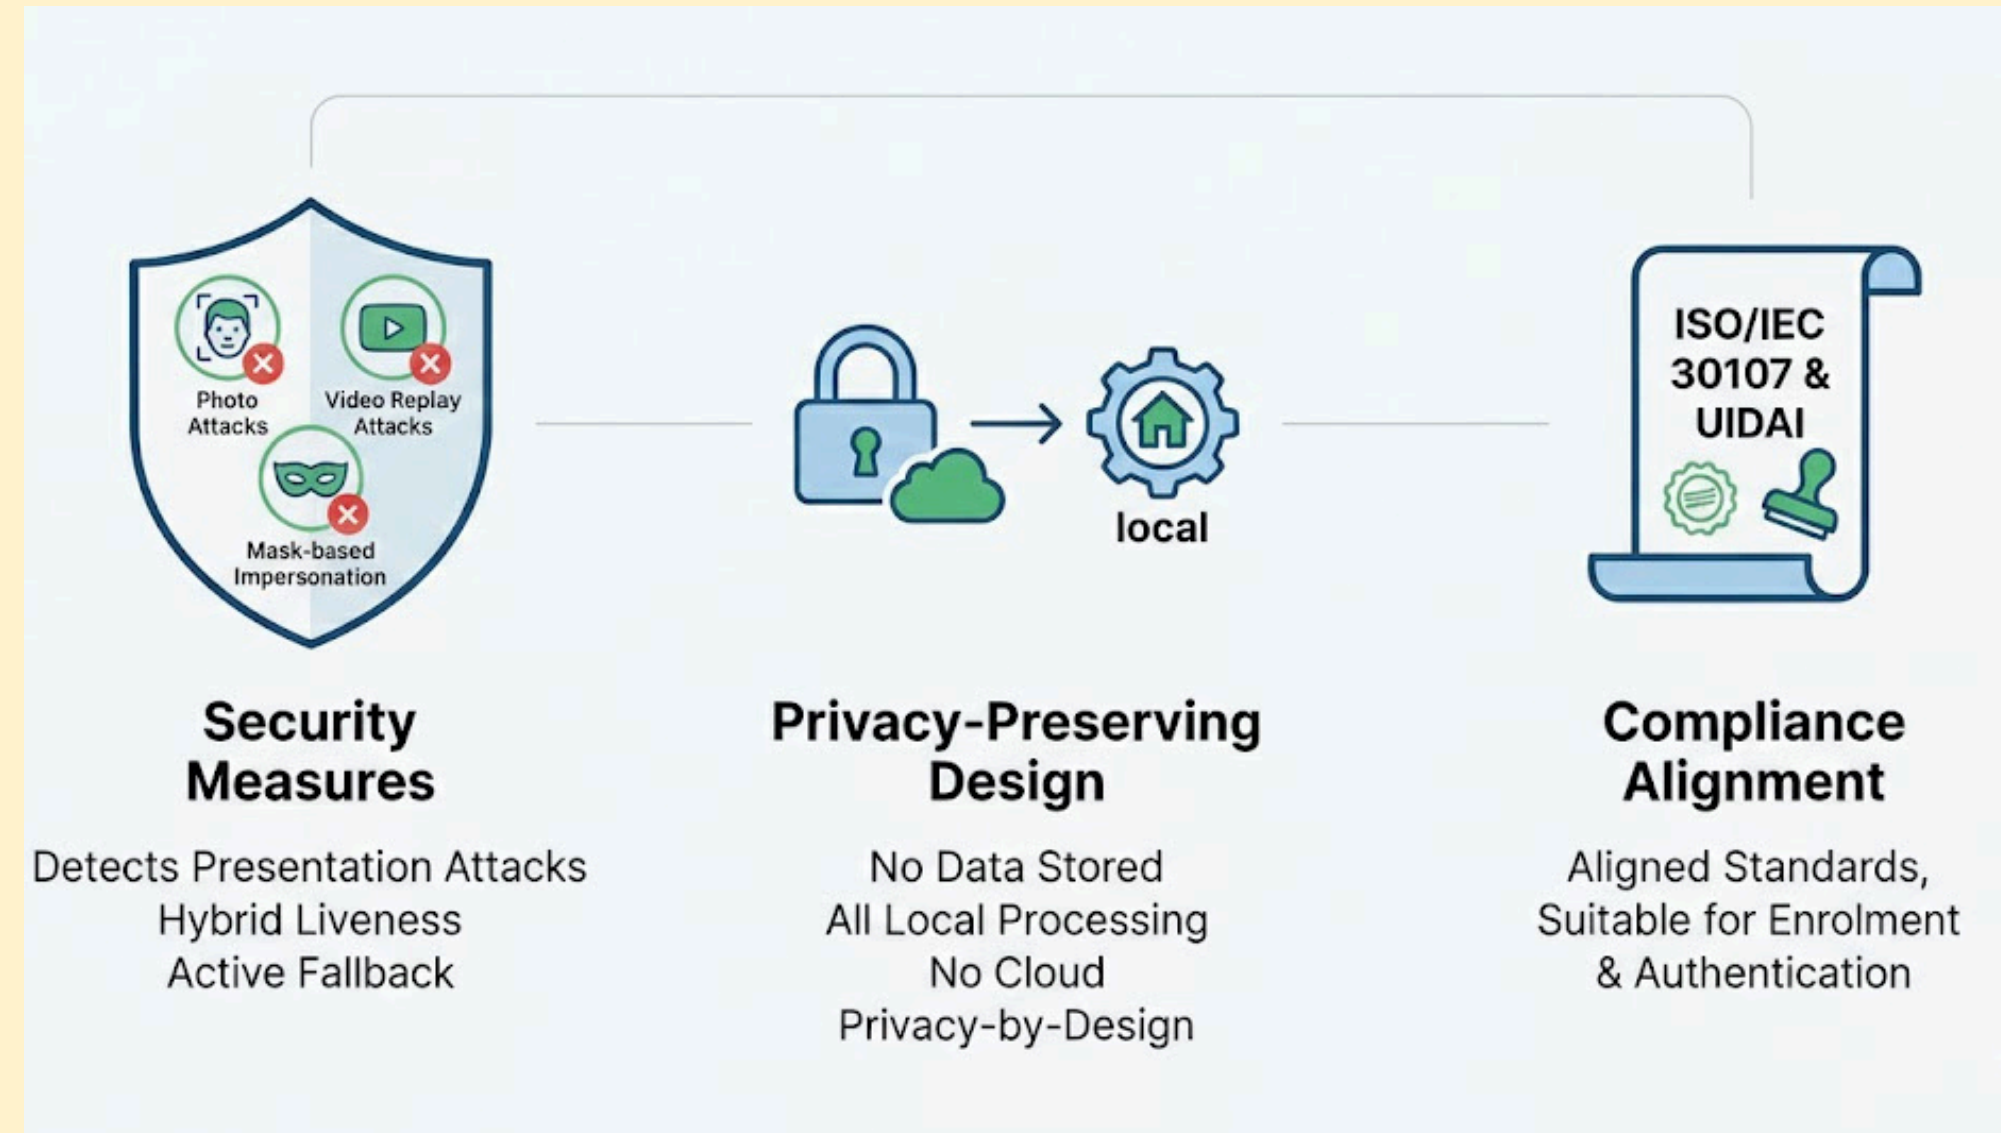 Photo
Attacks
Video Replay
Attacks
Mask-based
Impersonation
Security
Measures
Detects Presentation Attacks
Hybrid Liveness
Active Fallback
local
Privacy-Preserving
Design
No Data Stored
All Local Processing
No Cloud
Privacy-by-Design
ISO/IEC
30107 &
UIDAI
Compliance
Alignment
Aligned Standards,
Suitable for Enrolment
& Authentication